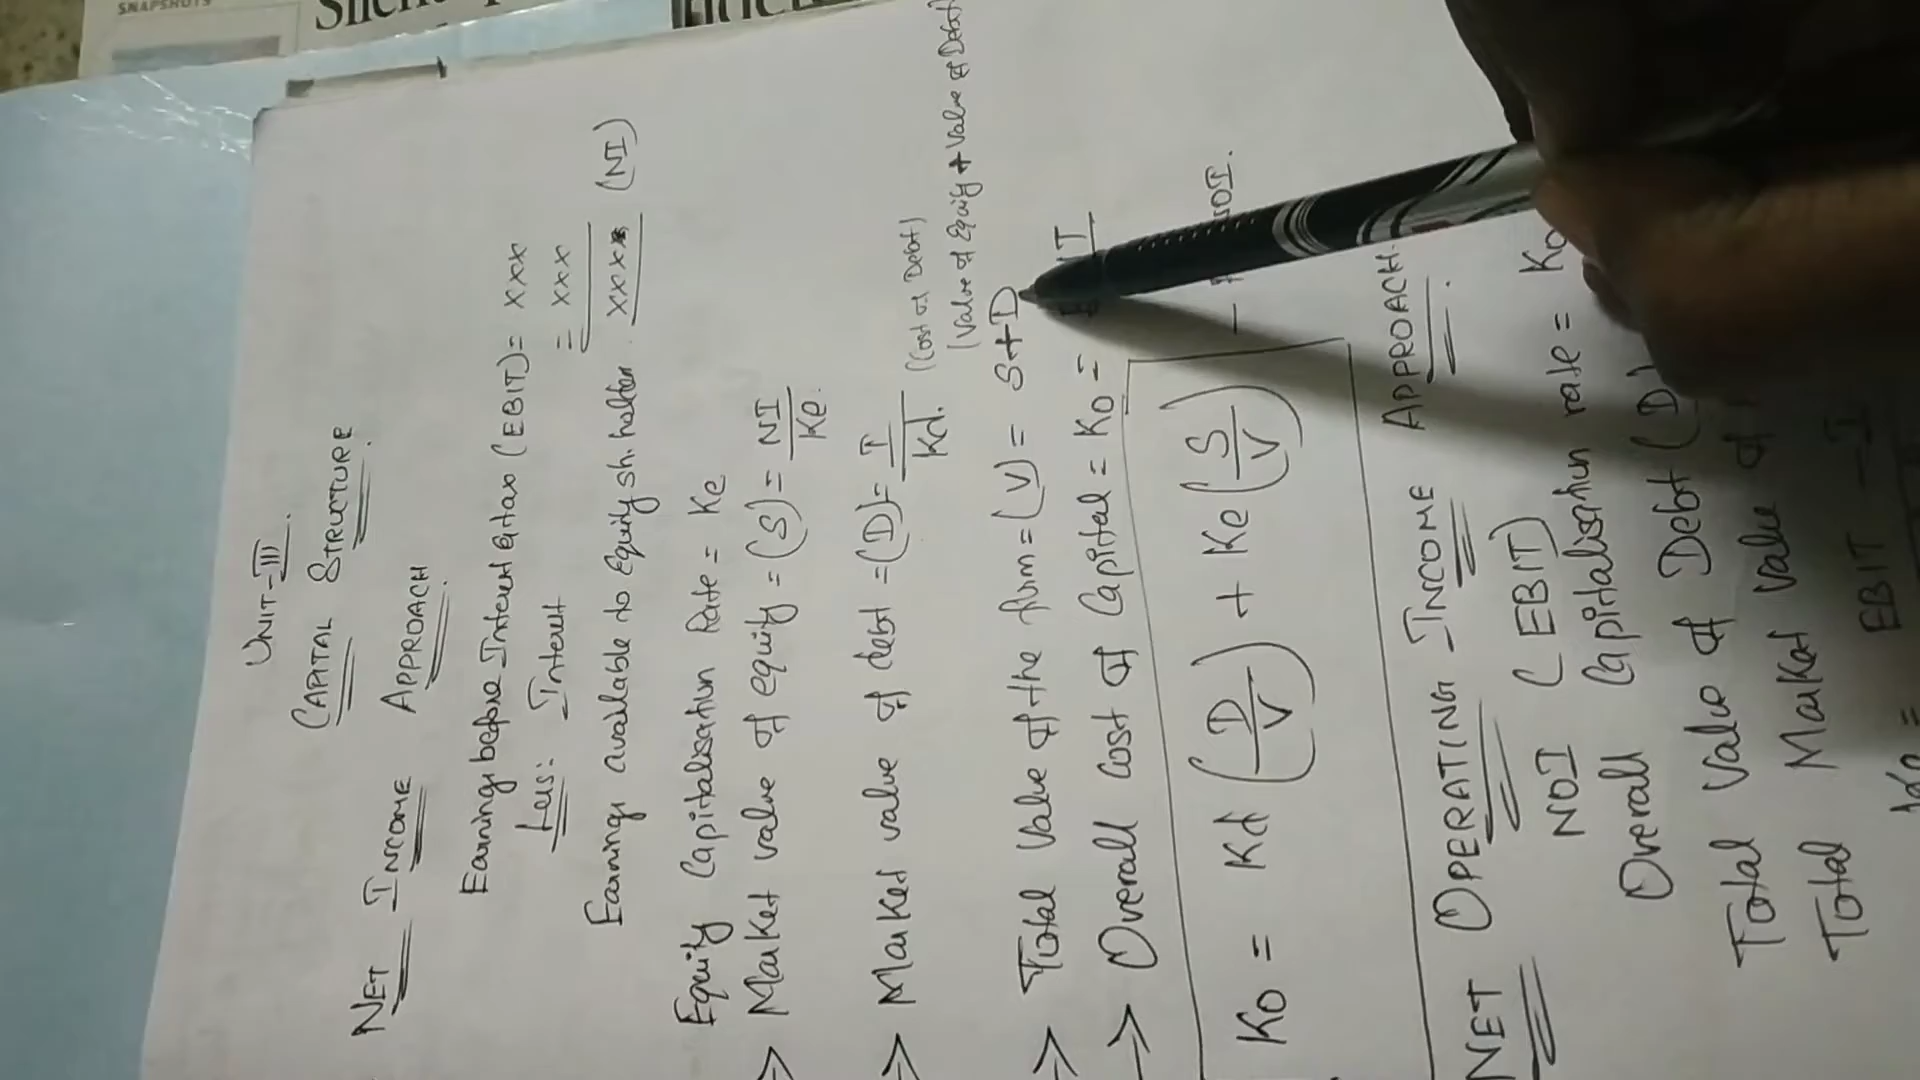 SNAPSHOTS
UNIT-III.
CAPITAL STRUCTURE.
NET INCOME APPROACH.
Earnings before Interest & tax (EBIT) = xxx
Less: Interest = xxx
Earnings available to Equity sh. holder. xxxx (NI)
Equity Capitalisation Rate = Ke
→ Market value of equity = (S) = NI/Ke.
→ Market value of debt = (D) = I/Kd. (Cost of Debt)
(Value of Equity + Value of Debt)
→ Total Value of the firm = (V) = S+D
→ Overall Cost of Capital = Ko =
Ko = Kd (D/V) + Ke (S/V)
NET OPERATING INCOME APPROACH.
NOI (EBIT)
Overall Capitalisation rate = Ko
Total Value of Debt (D)
Total Market Value of
EBIT - I